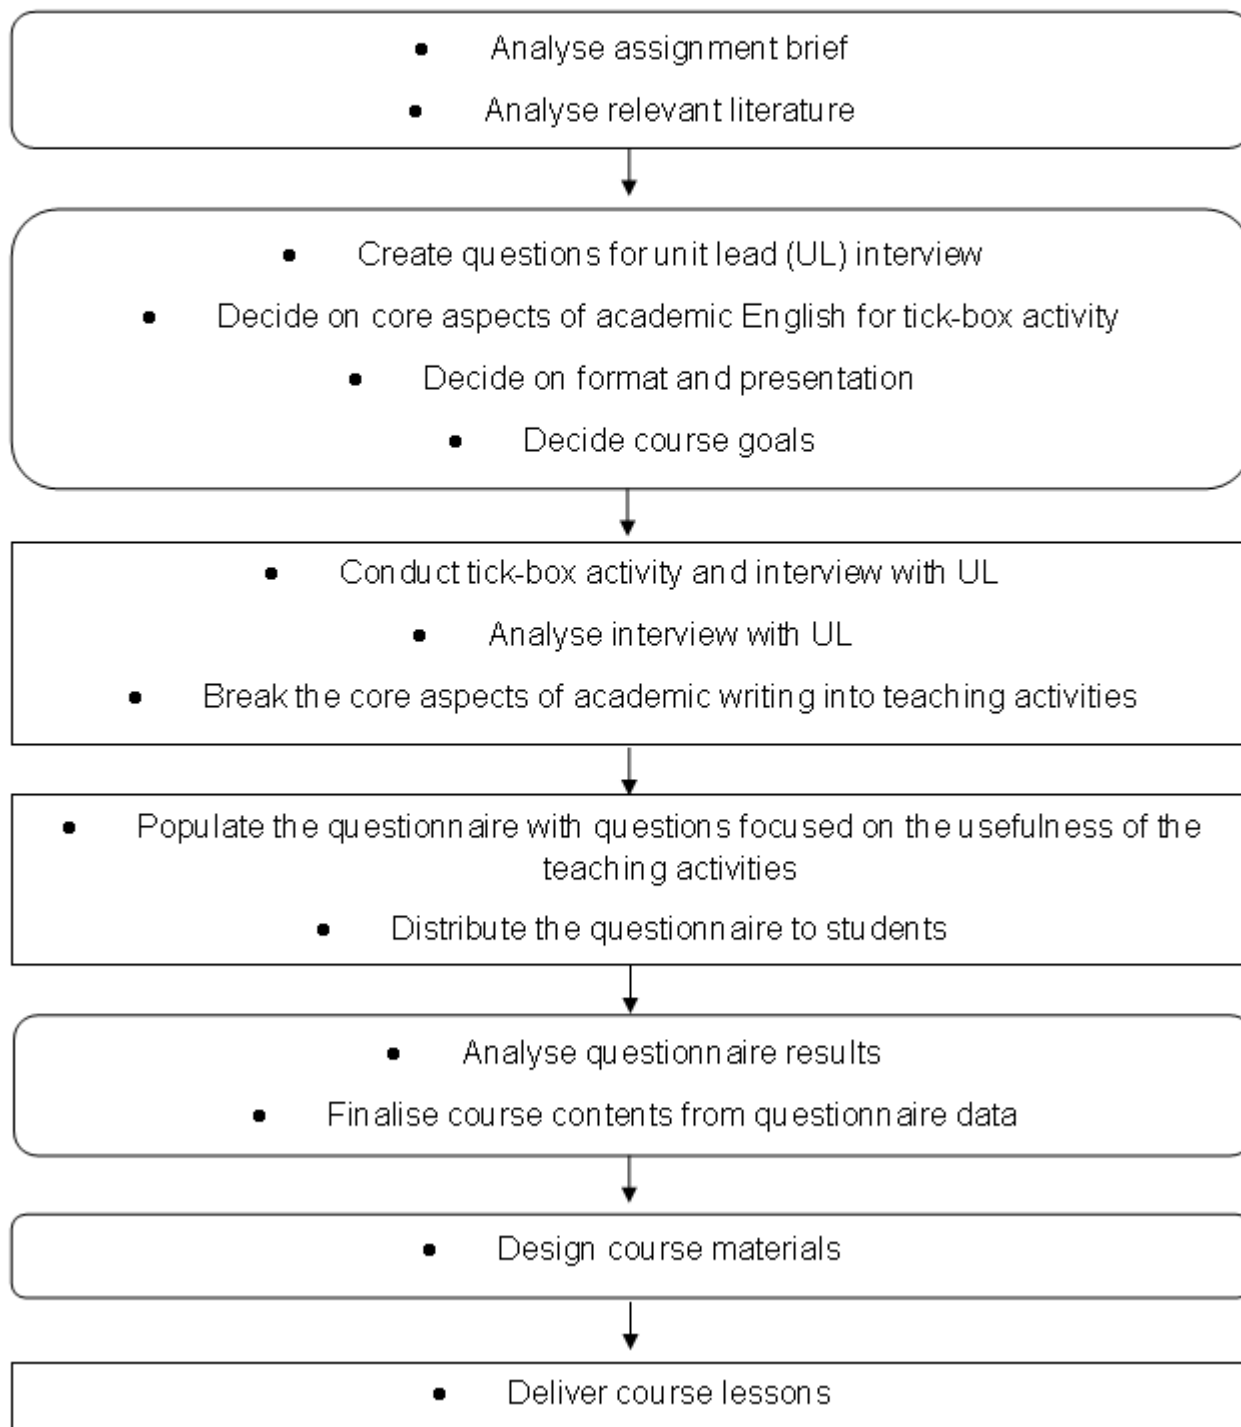 • Analyse assignment brief
• Analyse relevant literature
• Create questions for unit lead (UL) interview
• Decide on core aspects of academic English for tick-box activity
• Decide on format and presentation
• Decide course goals
• Conduct tick-box activity and interview with UL
• Analyse interview with UL
• Break the core aspects of academic writing into teaching activities
• Populate the questionnaire with questions focused on the usefulness of the
teaching activities
• Distribute the questionnaire to students
• Analyse questionnaire results
• Finalise course contents from questionnaire data
• Design course materials
• Deliver course lessons